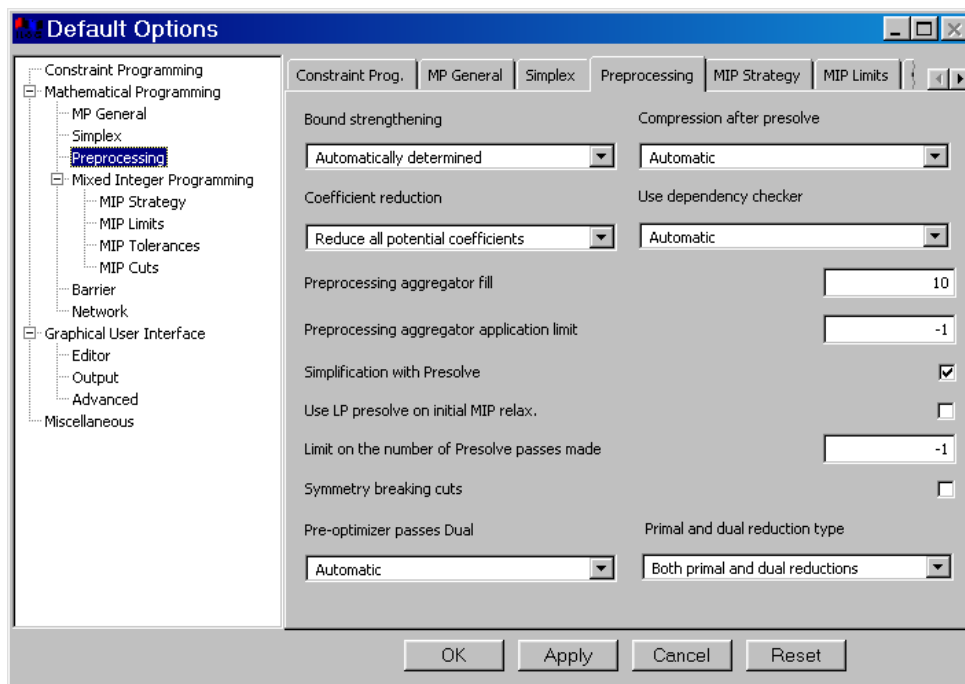 Default Options
Constraint Programming
Mathematical Programming
MP General
Simplex
Preprocessing
Mixed Integer Programming
MIP Strategy
MIP Limits
MIP Tolerances
MIP Cuts
Barrier
Network
Graphical User Interface
Editor
Output
Advanced
Miscellaneous
Constraint Prog. MP General Simplex Preprocessing MIP Strategy MIP Limits
Bound strengthening Compression after presolve
Automatically determined Automatic
Coefficient reduction Use dependency checker
Reduce all potential coefficients Automatic
Preprocessing aggregator fill 10
Preprocessing aggregator application limit -1
Simplification with Presolve
Use LP presolve on initial MIP relax.
Limit on the number of Presolve passes made -1
Symmetry breaking cuts
Pre-optimizer passes Dual Primal and dual reduction type
Automatic Both primal and dual reductions
OK Apply Cancel Reset